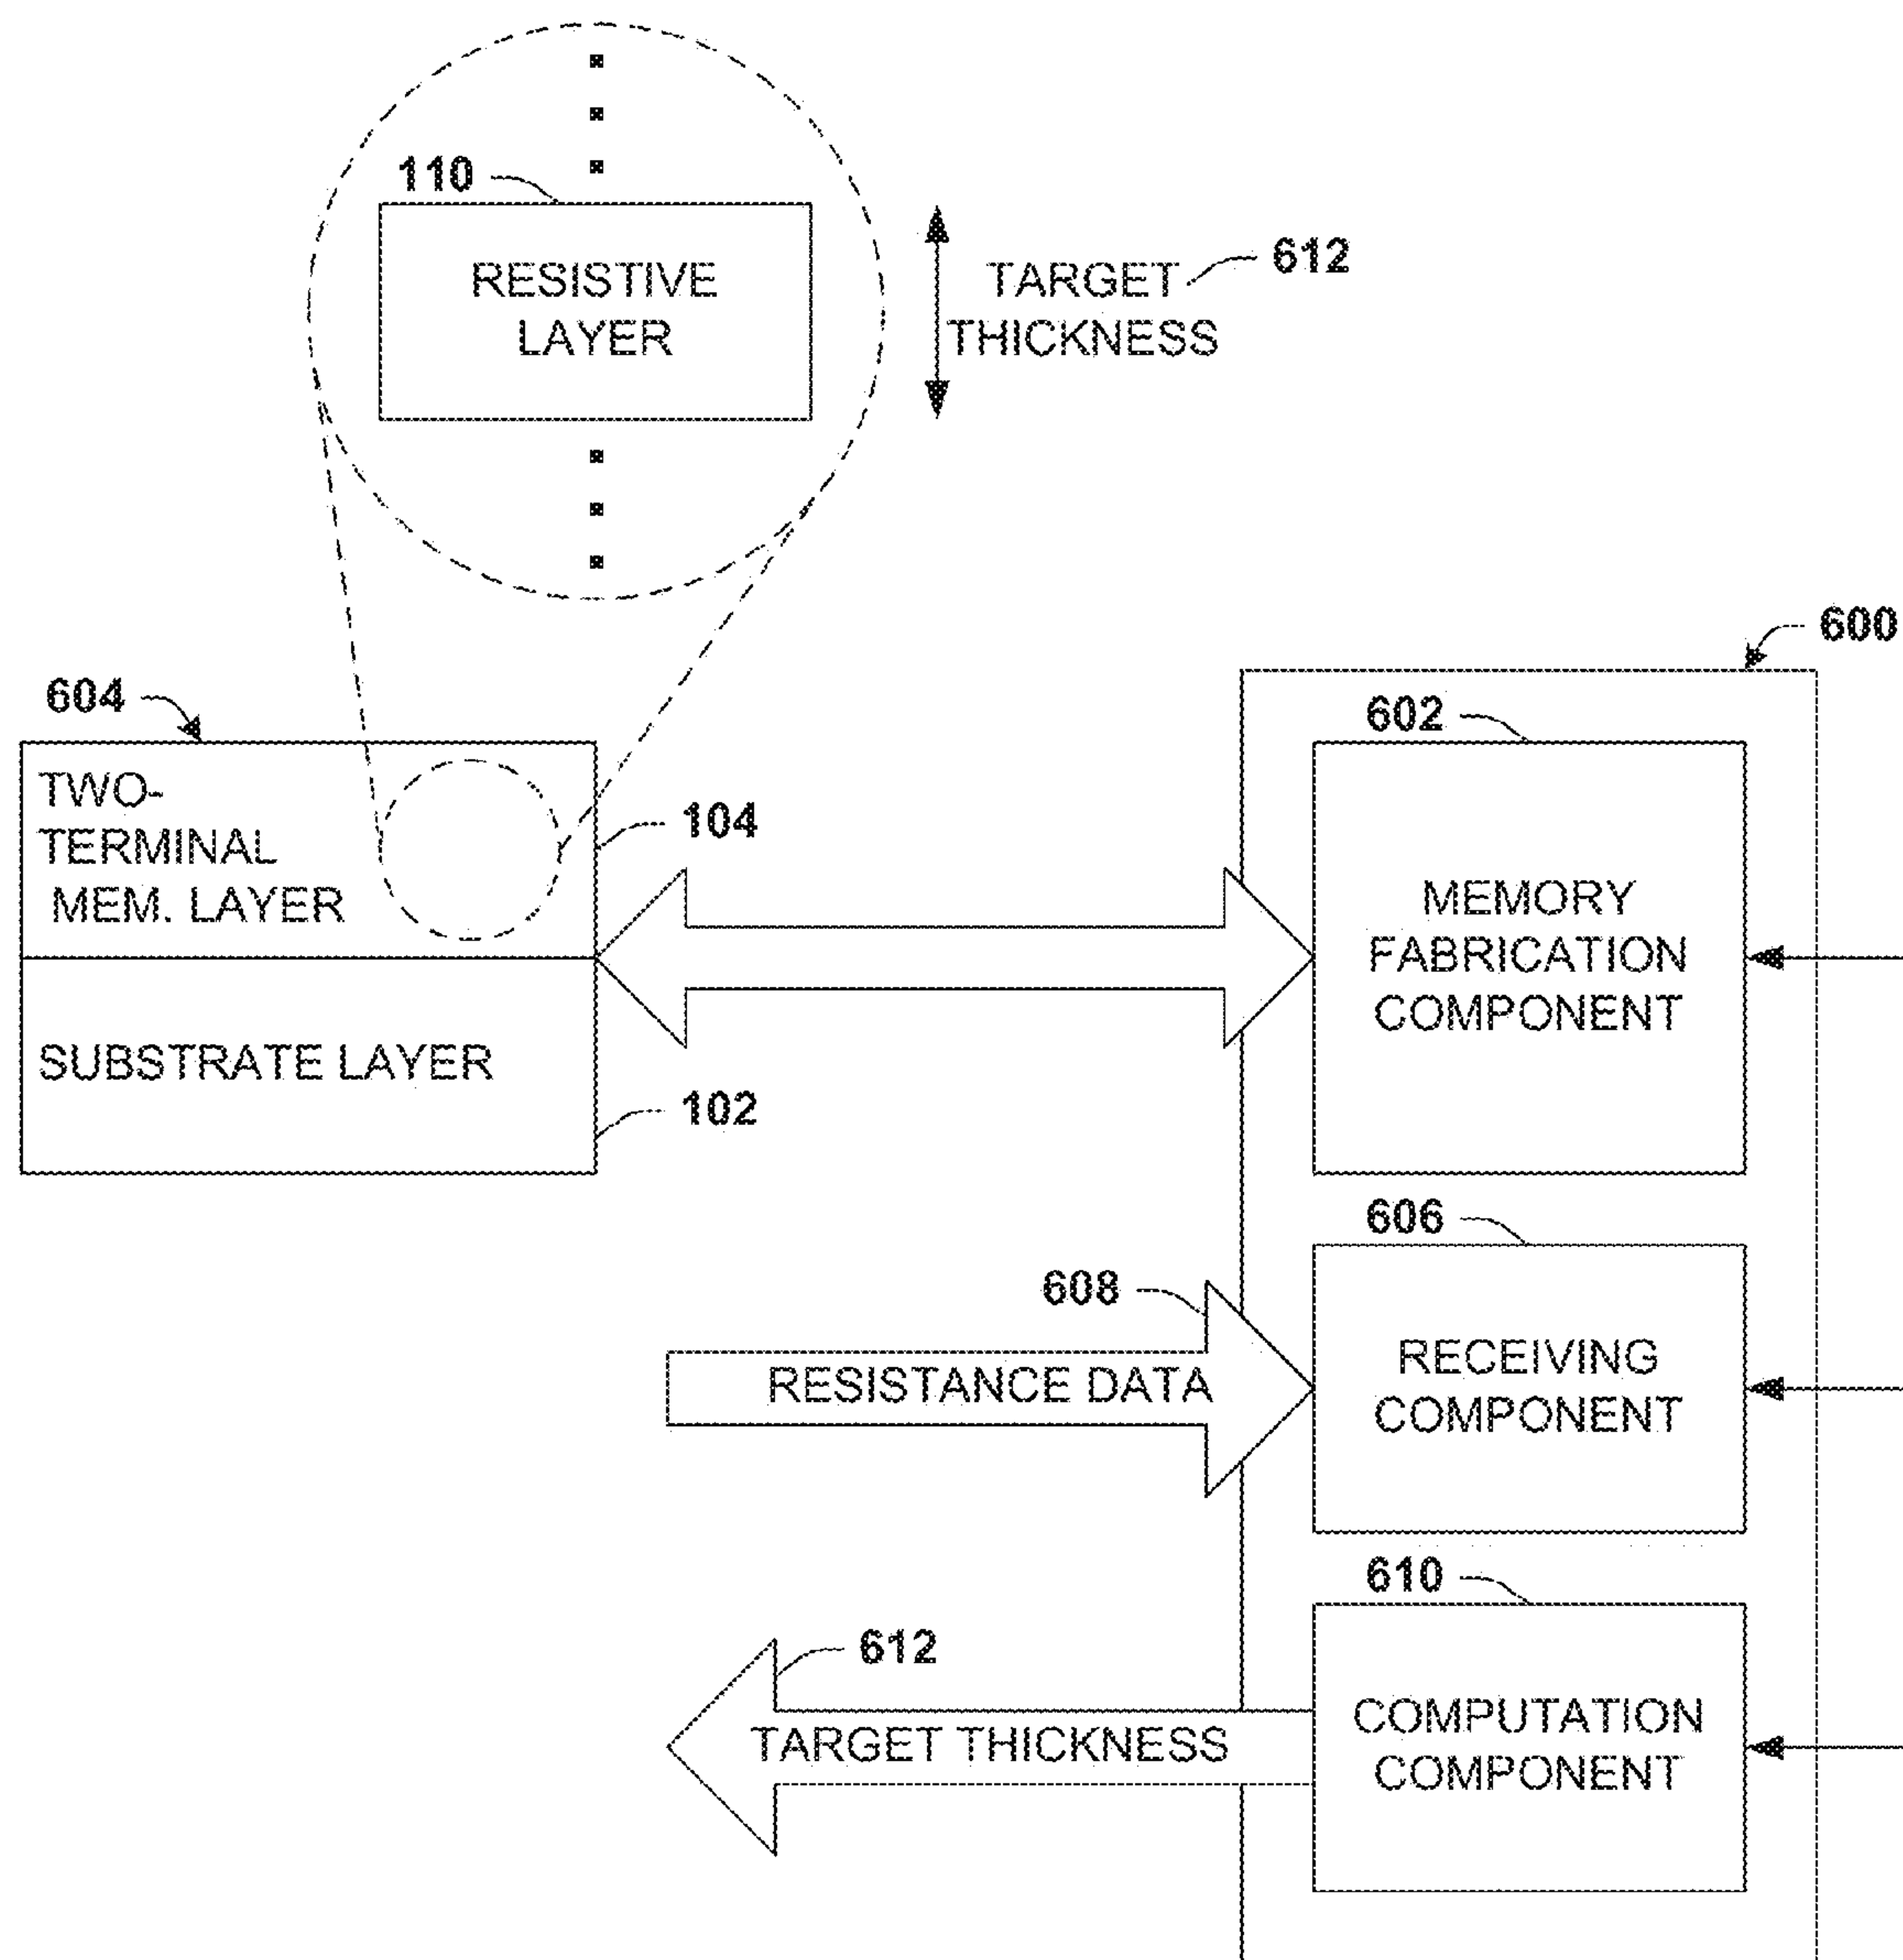 110
RESISTIVE
LAYER
TARGET
THICKNESS
612
600
604
TWO-
TERMINAL
MEM. LAYER
104
SUBSTRATE LAYER
102
602
MEMORY
FABRICATION
COMPONENT
606
608
RESISTANCE DATA
RECEIVING
COMPONENT
610
612
TARGET THICKNESS
COMPUTATION
COMPONENT